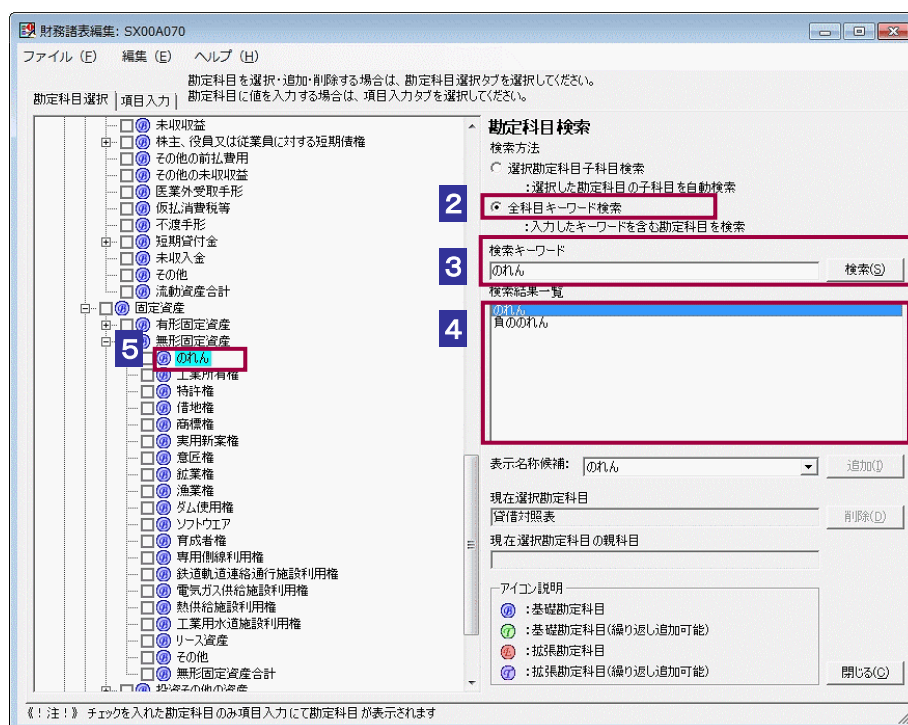 財務諸表編集: SX00A070
ファイル (F) 編集 (E) ヘルプ (H)
勘定科目を選択・追加・削除する場合は、勘定科目選択タブを選択してください。
勘定科目に値を入力する場合は、項目入力タブを選択してください。
勘定科目選択 項目入力
未収収益
株主、役員又は従業員に対する短期債権
その他の前払費用
その他の未収収益
医業外受取手形
仮払消費税等
不渡手形
短期貸付金
未収入金
その他
流動資産合計
固定資産
有形固定資産
無形固定資産
5
のれん
工業所有権
特許権
借地権
商標権
実用新案権
意匠権
鉱業権
漁業権
ダム使用権
ソフトウエア
育成者権
専用側線利用権
鉄道軌道連絡通行施設利用権
電気ガス供給施設利用権
熱供給施設利用権
工業用水道施設利用権
リース資産
その他
無形固定資産合計
投資その他の資産
勘定科目検索
検索方法
選択勘定科目子科目検索
:選択した勘定科目の子科目を自動検索
2
全科目キーワード検索
:入力したキーワードを含む勘定科目を検索
3
検索キーワード
のれん 検索(S)
検索結果一覧
4
のれん
負ののれん
表示名称候補: のれん 追加(I)
現在選択勘定科目
貸借対照表 削除(D)
現在選択勘定科目の親科目
アイコン説明
B :基礎勘定科目
T :基礎勘定科目(繰り返し追加可能)
E :拡張勘定科目
T :拡張勘定科目(繰り返し追加可能)
閉じる(C)
《!注!》 チェックを入れた勘定科目のみ項目入力にて勘定科目が表示されます